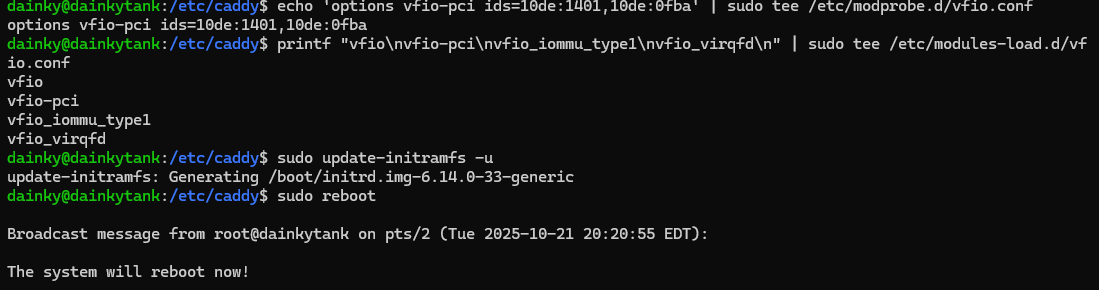 dainky@dainkytank:/etc/caddy$ echo 'options vfio-pci ids=10de:1401,10de:0fba' | sudo tee /etc/modprobe.d/vfio.conf
options vfio-pci ids=10de:1401,10de:0fba
dainky@dainkytank:/etc/caddy$ printf "vfio\nvfio-pci\nvfio_iommu_type1\nvfio_virqfd\n" | sudo tee /etc/modules-load.d/vf
io.conf
vfio
vfio-pci
vfio_iommu_type1
vfio_virqfd
dainky@dainkytank:/etc/caddy$ sudo update-initramfs -u
update-initramfs: Generating /boot/initrd.img-6.14.0-33-generic
dainky@dainkytank:/etc/caddy$ sudo reboot
Broadcast message from root@dainkytank on pts/2 (Tue 2025-10-21 20:20:55 EDT):
The system will reboot now!